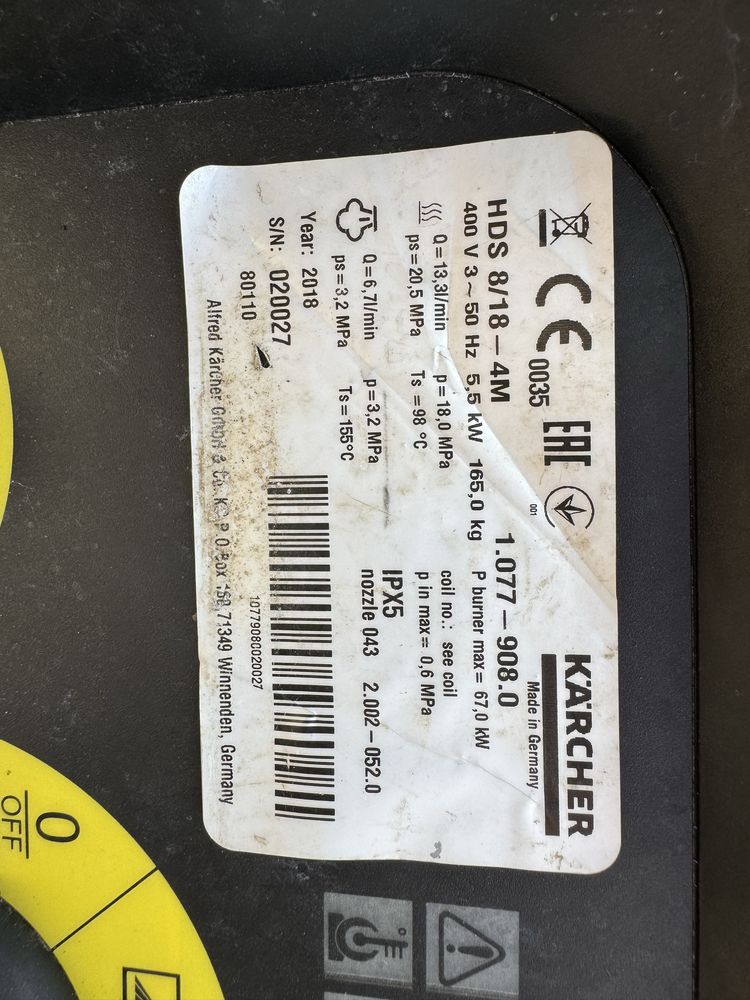 CE 0035 EAC 001
KÄRCHER
Made in Germany
HDS 8/18-4M 1.077-908.0
400 V 3~50 Hz 5,5 kW 165,0 kg P burner max= 67,0 kW
Q=13,3l/min p=18,0 MPa coil no.: see coil
ps=20,5 MPa Ts=98 °C p in max= 0,6 MPa
Q=6,7l/min p=3,2 MPa IPX5
ps=3,2 MPa Ts=155°C nozzle 043 2.002-052.0
Year: 2018
S/N: 020027
80110
10779080020027
Alfred Kärcher GmbH & Co. KG P.O.Box 160,71349 Winnenden, Germany
0
OFF